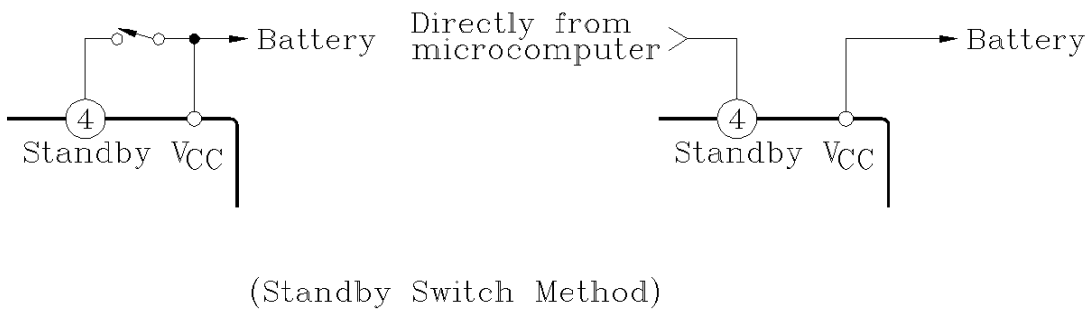 Battery
4
Standby VCC
Directly from
microcomputer
Battery
4
Standby VCC
(Standby Switch Method)